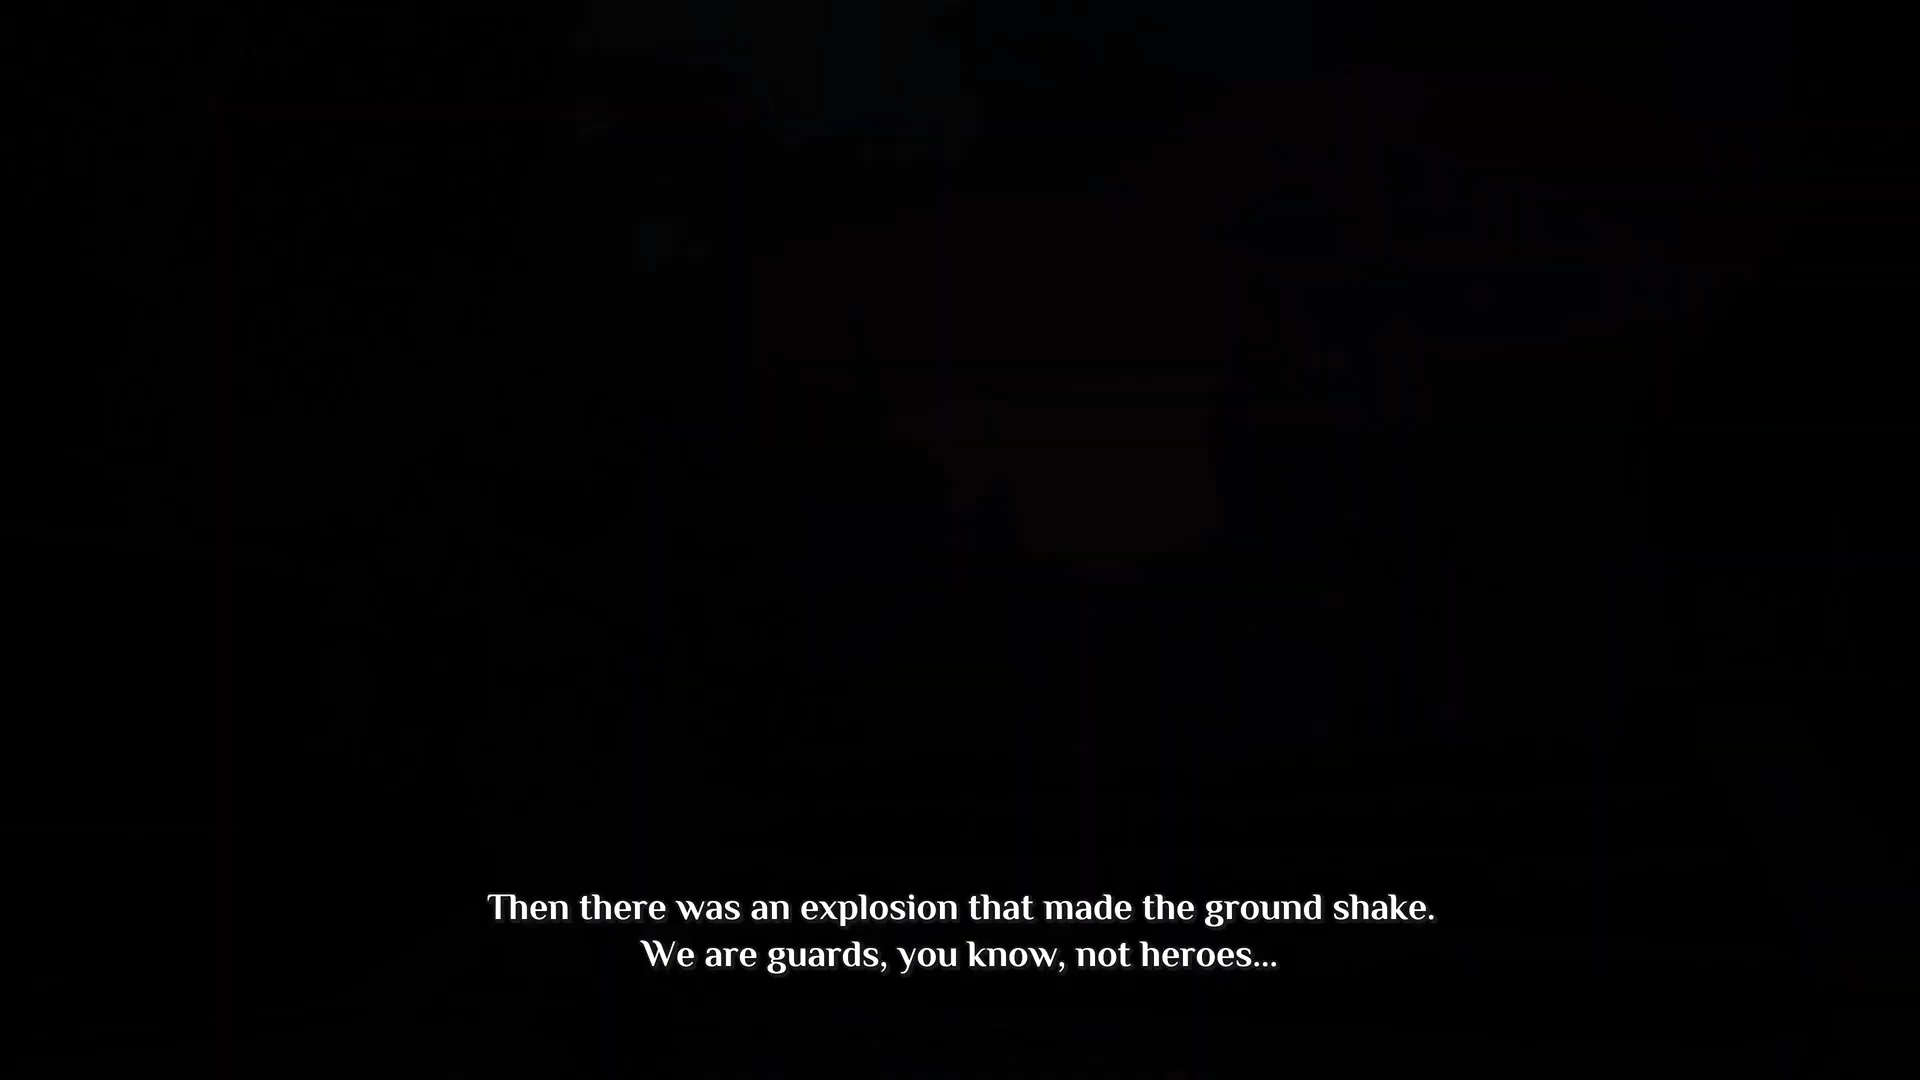 Then there was an explosion that made the ground shake.
We are guards, you know, not heroes...